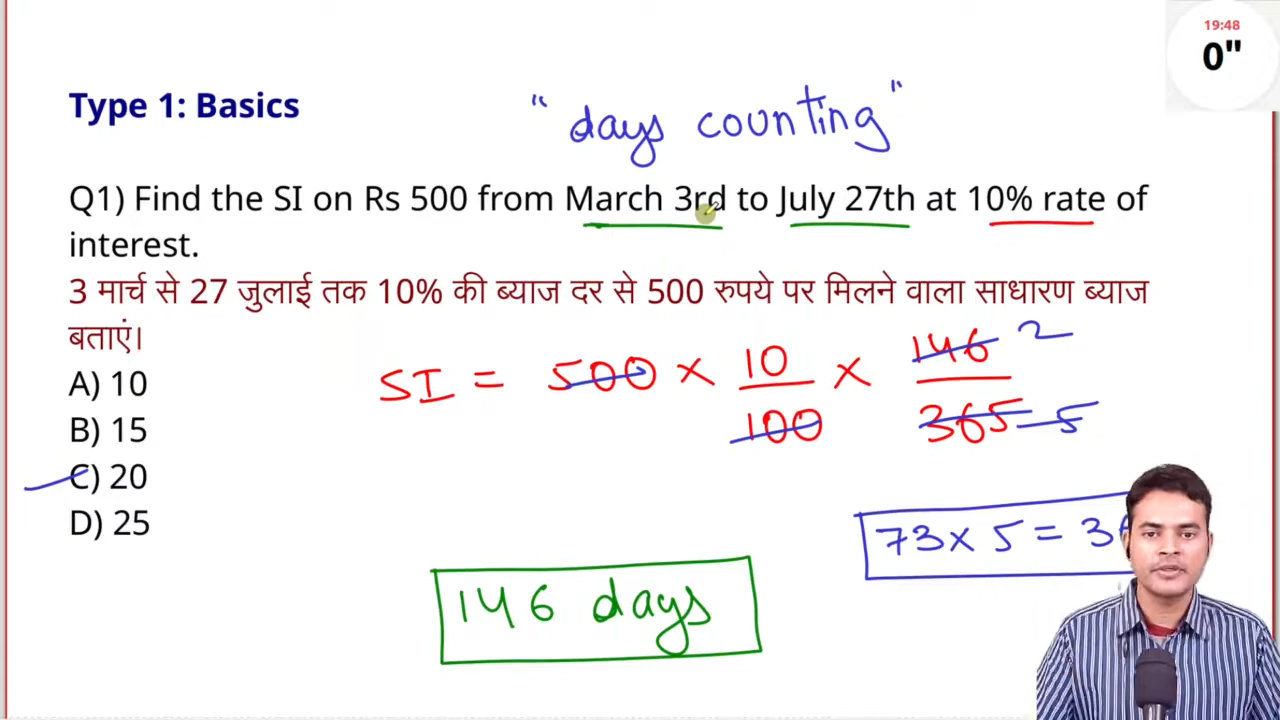 19:48
0"
Type 1: Basics
"days counting"
Q1) Find the SI on Rs 500 from March 3rd to July 27th at 10% rate of
interest.
3 मार्च से 27 जुलाई तक 10% की ब्याज दर से 500 रुपये पर मिलने वाला साधारण ब्याज
बताएं।
A) 10
B) 15
C) 20
D) 25
SI = 500 × 10/100 × 146/365 2 5
73 × 5 = 3
146 days